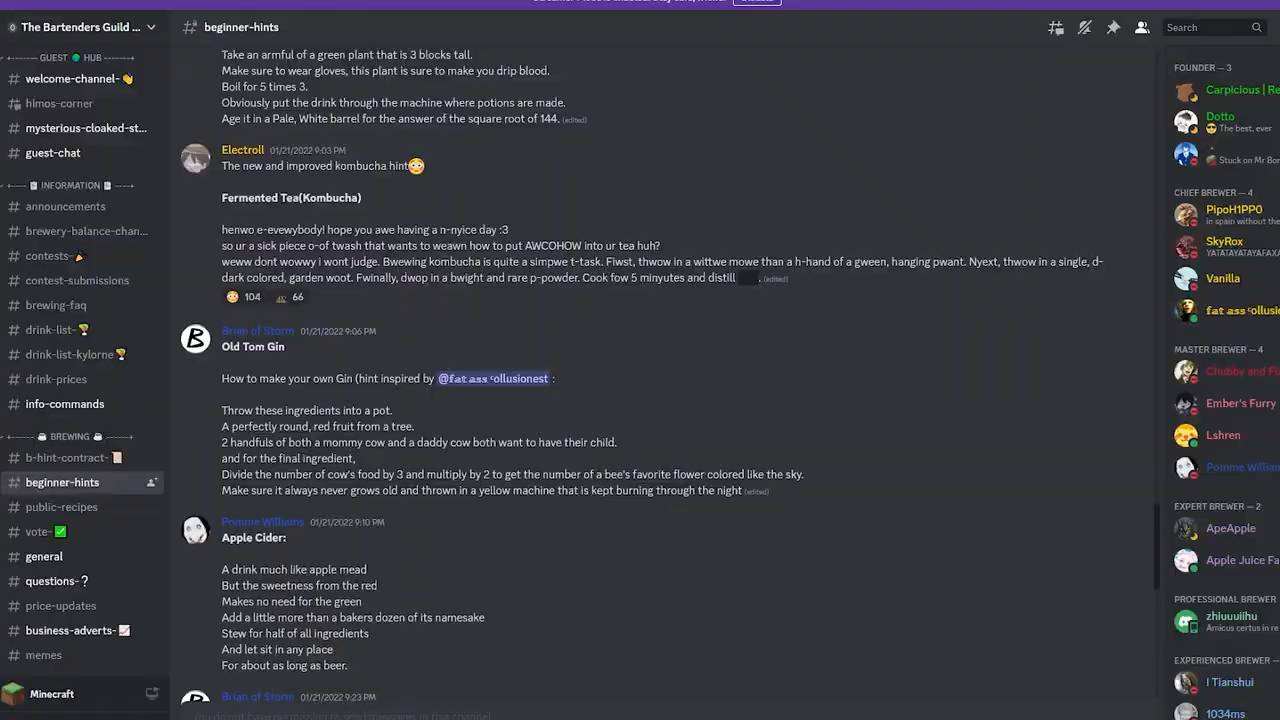 The Bartenders Guild ...
GUEST HUB
welcome-channel-👋
himos-corner
mysterious-cloaked-st...
guest-chat
INFORMATION
announcements
brewery-balance-chan...
contests-🎉
contest-submissions
brewing-faq
drink-list-🏆
drink-list-kylorne🏆
drink-prices
info-commands
BREWING
b-hint-contract-📜
beginner-hints
public-recipes
vote-✅
general
questions-❔
price-updates
business-adverts-📈
memes
Minecraft
beginner-hints
Search
Take an armful of a green plant that is 3 blocks tall.
Make sure to wear gloves, this plant is sure to make you drip blood.
Boil for 5 times 3.
Obviously put the drink through the machine where potions are made.
Age it in a Pale, White barrel for the answer of the square root of 144. (edited)
Electroll 01/21/2022 9:03 PM
The new and improved kombucha hint😳
Fermented Tea(Kombucha)
henwo e-evewybody! hope you awe having a n-nyice day :3
so ur a sick piece o-of twash that wants to weawn how to put AWCOHOW into ur tea huh?
weww dont wowwy i wont judge. Bwewing kombucha is quite a simpwe t-task. Fiwst, thwow in a wittwe mowe than a h-hand of a gween, hanging pwant. Nyext, thwow in a single, d-
dark colored, garden woot. Fwinally, dwop in a bwight and rare p-powder. Cook fow 5 minyutes and distill . (edited)
😳 104 66
Brian of Storm 01/21/2022 9:06 PM
Old Tom Gin
How to make your own Gin (hint inspired by @fat ass ᶜollusionest :
Throw these ingredients into a pot.
A perfectly round, red fruit from a tree.
2 handfuls of both a mommy cow and a daddy cow both want to have their child.
and for the final ingredient,
Divide the number of cow's food by 3 and multiply by 2 to get the number of a bee's favorite flower colored like the sky.
Make sure it always never grows old and thrown in a yellow machine that is kept burning through the night (edited)
Pomme Williams 01/21/2022 9:10 PM
Apple Cider:
A drink much like apple mead
But the sweetness from the red
Makes no need for the green
Add a little more than a bakers dozen of its namesake
Stew for half of all ingredients
And let sit in any place
For about as long as beer.
Brian of Storm 01/21/2022 9:23 PM
You do not have permission to send messages in this channel.
FOUNDER — 3
Carpicious | Re
Dotto
😎 The best, ever
Stuck on Mr Bor
CHIEF BREWER — 4
PipoH1PP0
in spain without the
SkyRox
YATAYATAYAFAYA
Vanilla
fat ass ᶜollusio
MASTER BREWER — 4
Chubby and Fu
Ember's Furry
Lshren
Pomme William
EXPERT BREWER — 2
ApeApple
Apple Juice Fa
PROFESSIONAL BREWER
zhiuuuiihu
Amicus certus in re
EXPERIENCED BREWER —
I Tianshui
1034ms